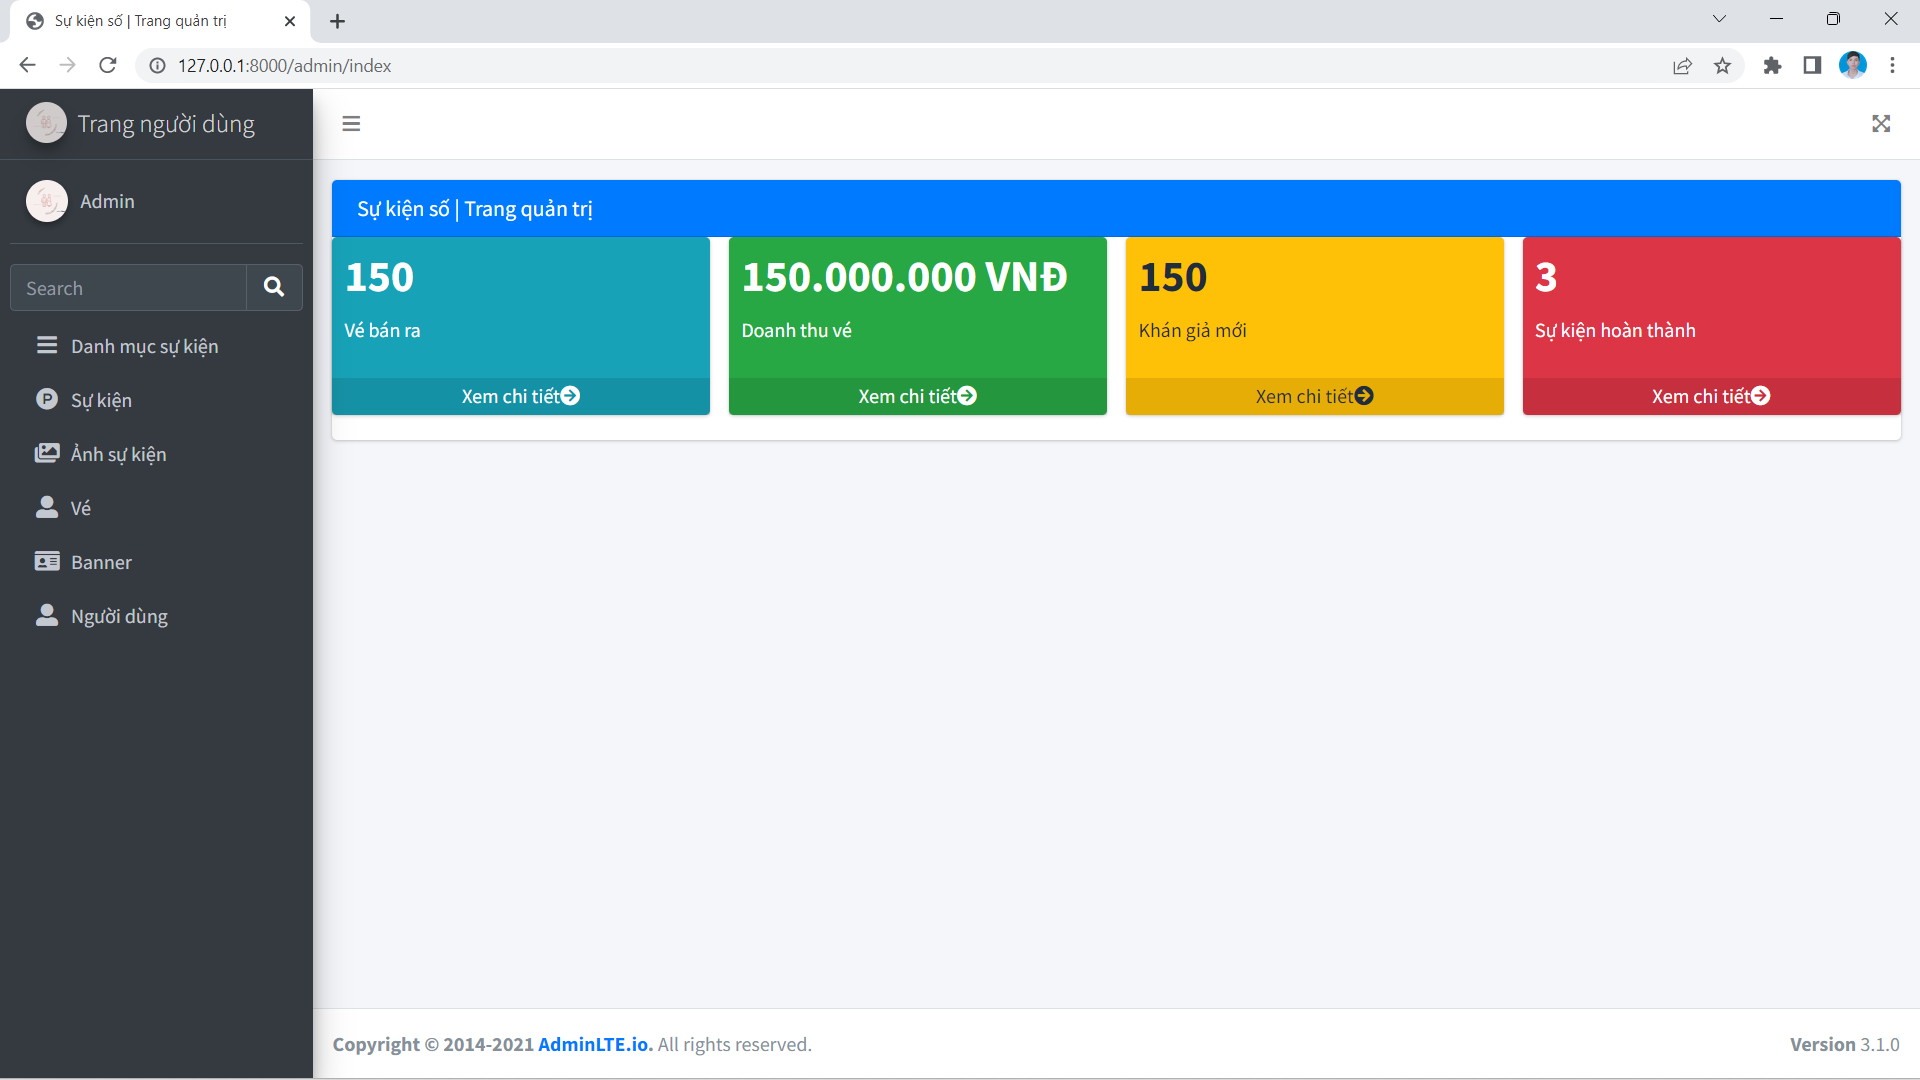 Sự kiện số | Trang quản trị
127.0.0.1:8000/admin/index
Trang người dùng
Admin
Search
Danh mục sự kiện
Sự kiện
Ảnh sự kiện
Vé
Banner
Người dùng
Sự kiện số | Trang quản trị
150
Vé bán ra
Xem chi tiết
150.000.000 VNĐ
Doanh thu vé
Xem chi tiết
150
Khán giả mới
Xem chi tiết
3
Sự kiện hoàn thành
Xem chi tiết
Copyright © 2014-2021 AdminLTE.io. All rights reserved.
Version 3.1.0